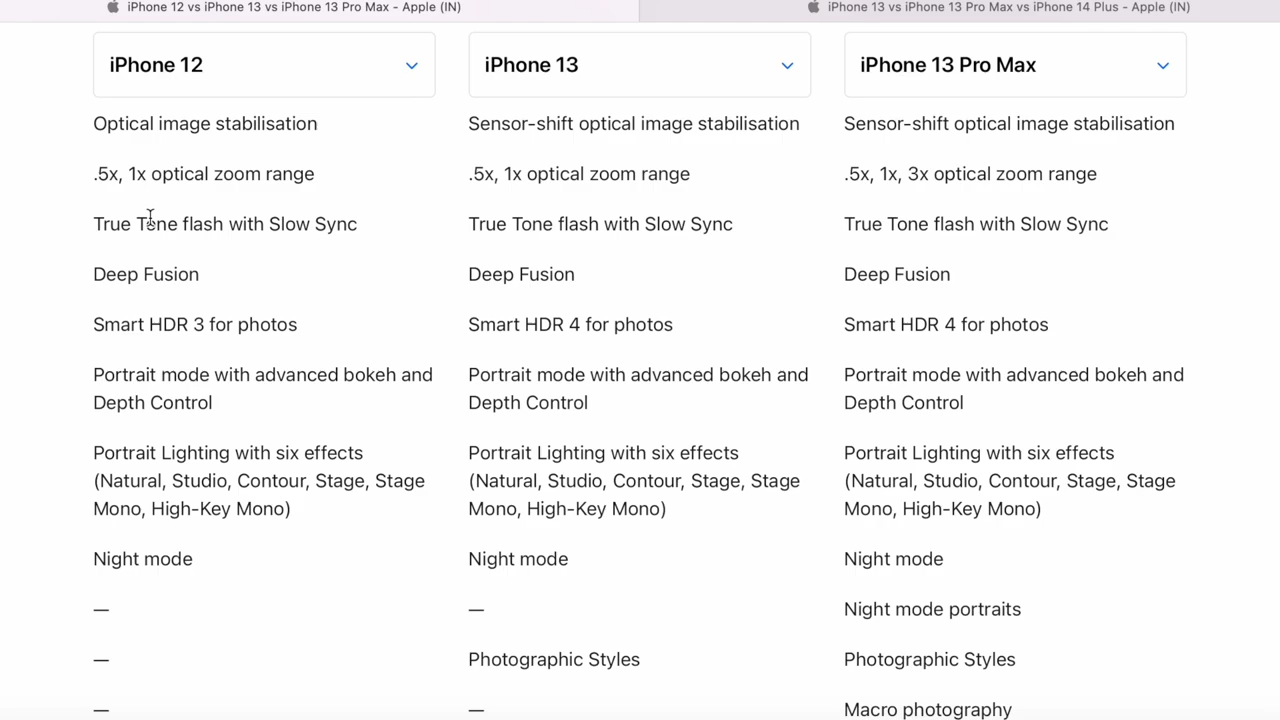 iPhone 12 vs iPhone 13 vs iPhone 13 Pro Max - Apple (IN)
iPhone 13 vs iPhone 13 Pro Max vs iPhone 14 Plus - Apple (IN)
iPhone 12
iPhone 13
iPhone 13 Pro Max
Optical image stabilisation
Sensor-shift optical image stabilisation
Sensor-shift optical image stabilisation
.5x, 1x optical zoom range
.5x, 1x optical zoom range
.5x, 1x, 3x optical zoom range
True Tone flash with Slow Sync
True Tone flash with Slow Sync
True Tone flash with Slow Sync
Deep Fusion
Deep Fusion
Deep Fusion
Smart HDR 3 for photos
Smart HDR 4 for photos
Smart HDR 4 for photos
Portrait mode with advanced bokeh and
Depth Control
Portrait mode with advanced bokeh and
Depth Control
Portrait mode with advanced bokeh and
Depth Control
Portrait Lighting with six effects
(Natural, Studio, Contour, Stage, Stage
Mono, High-Key Mono)
Portrait Lighting with six effects
(Natural, Studio, Contour, Stage, Stage
Mono, High-Key Mono)
Portrait Lighting with six effects
(Natural, Studio, Contour, Stage, Stage
Mono, High-Key Mono)
Night mode
Night mode
Night mode
—
—
Night mode portraits
—
Photographic Styles
Photographic Styles
—
—
Macro photography